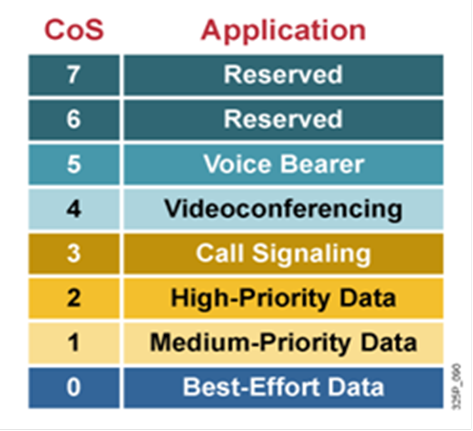 CoS Application
7 Reserved
6 Reserved
5 Voice Bearer
4 Videoconferencing
3 Call Signaling
2 High-Priority Data
1 Medium-Priority Data
0 Best-Effort Data
325P_090